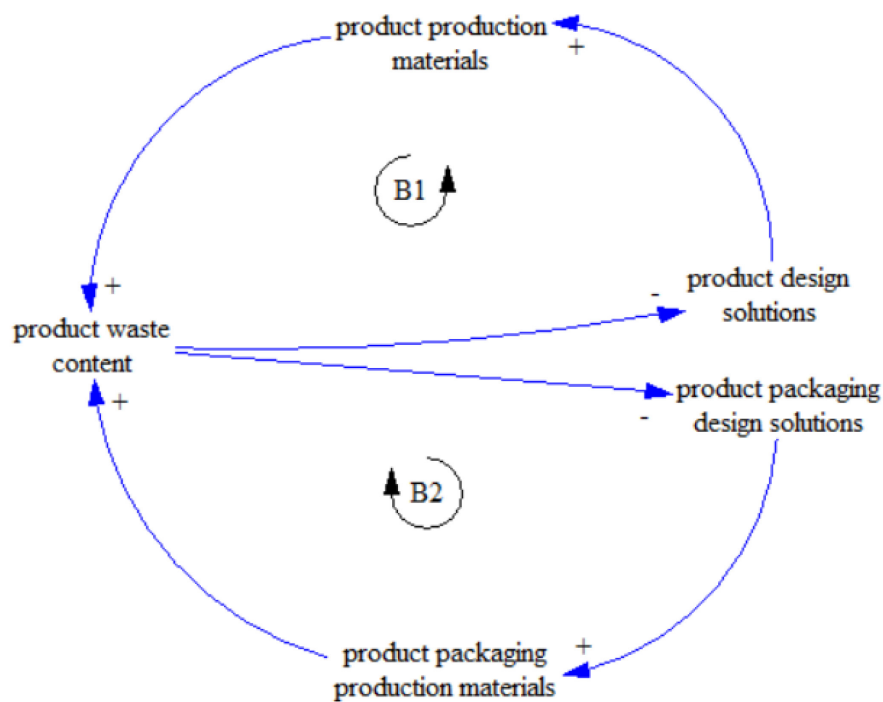 product production
materials
+
B1
+
product design
solutions
-
product waste
content
+
product packaging
design solutions
-
B2
+
product packaging
production materials